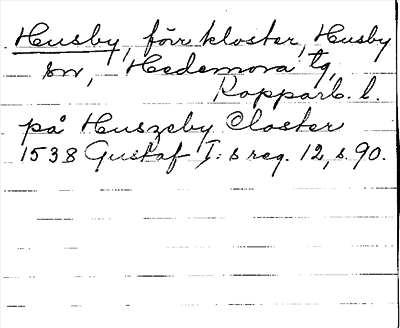 Husby, förr kloster, Husby
sn, Hedemora tg,
Kopparb. l.
på Huszeby Closter
1538 Gustaf I:s reg. 12, s. 90.